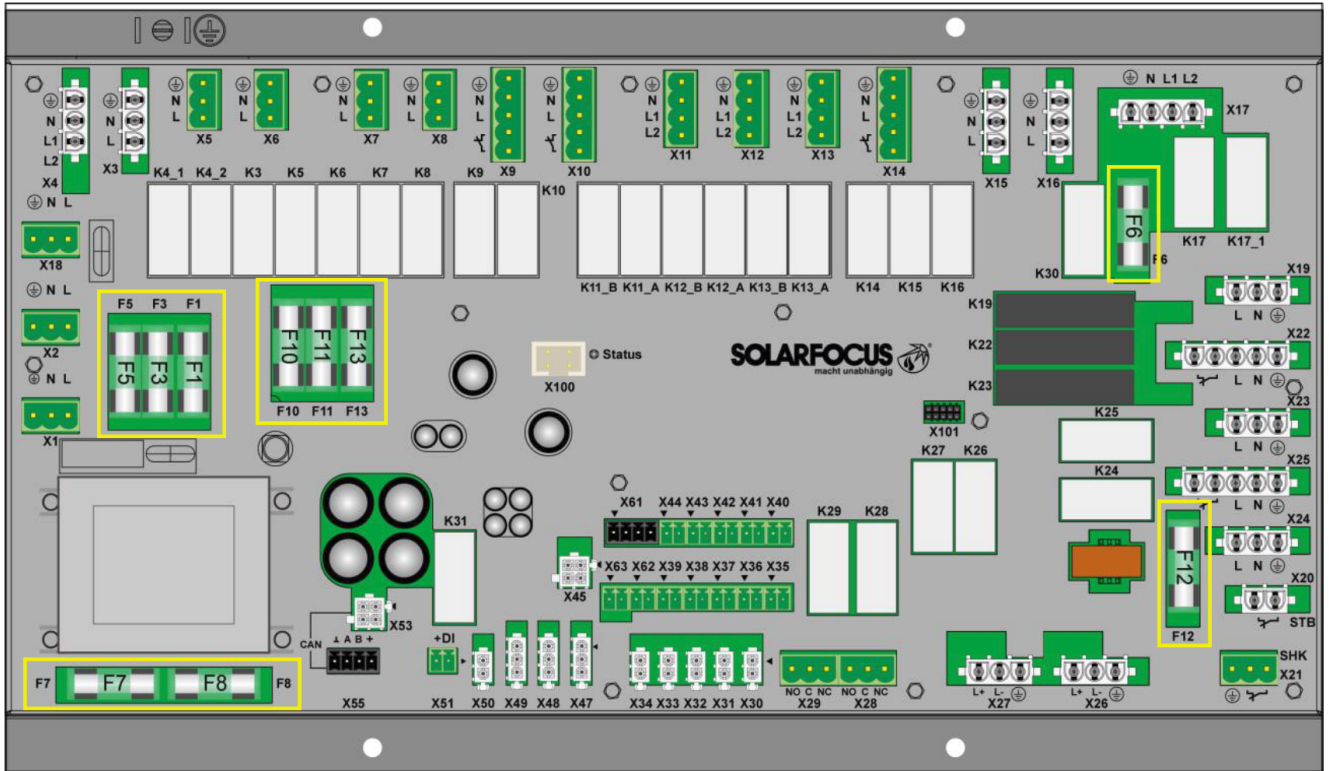 N L1 L2
N
L1
L2
X4
N
L
X3
N
L
X5
N
L
X6
N
L
X7
N
L
X8
N
L
X9
N
L
X10
N
L1
L2
X11
N
L1
L2
X12
N
L1
L2
X13
N
L
X14
N
L
X15
N
L
X16
X17
K4_1 K4_2 K3 K5 K6 K7 K8 K9 K10
K11_B K11_A K12_B K12_A K13_B K13_A K14 K15 K16
K30 F6 F6 K17 K17_1
N L
X18
N L
X2
N L
X1
F5 F3 F1
F5 F3 F1
F10 F11 F13
F10 F11 F13
X100
Status
SOLARFOCUS
macht unabhängig
X101
K19
K22
K23
X19
L N
X22
L N
X23
L N
X25
L N
X24
L N
X20
STB
K25
K24
K27 K26
K29 K28
K31
X61 X44 X43 X42 X41 X40
X63 X62 X39 X38 X37 X36 X35
X45
X53
CAN
⊥ A B +
X55
+DI
X51
X50 X49 X48 X47
X34 X33 X32 X31 X30
NO C NC NO C NC
X29 X28
L+ L- L+ L-
X27 X26
F12
F12
SHK
X21
F7 F7 F8 F8